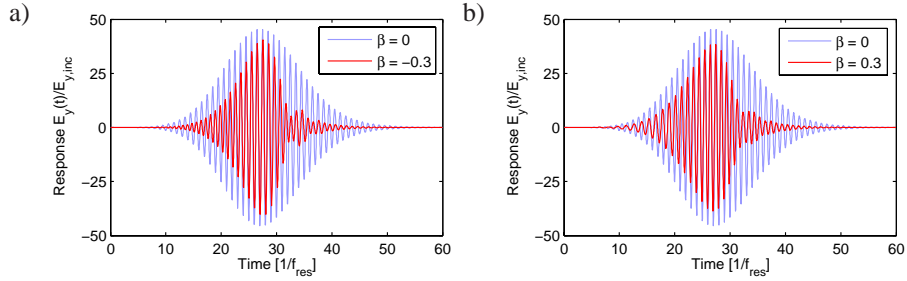 a)
Response E_y(t)/E_y,inc
50
25
0
−25
−50
β = 0
β = −0.3
0 10 20 30 40 50 60
Time [1/f_res]
b)
Response E_y(t)/E_y,inc
50
25
0
−25
−50
β = 0
β = 0.3
0 10 20 30 40 50 60
Time [1/f_res]